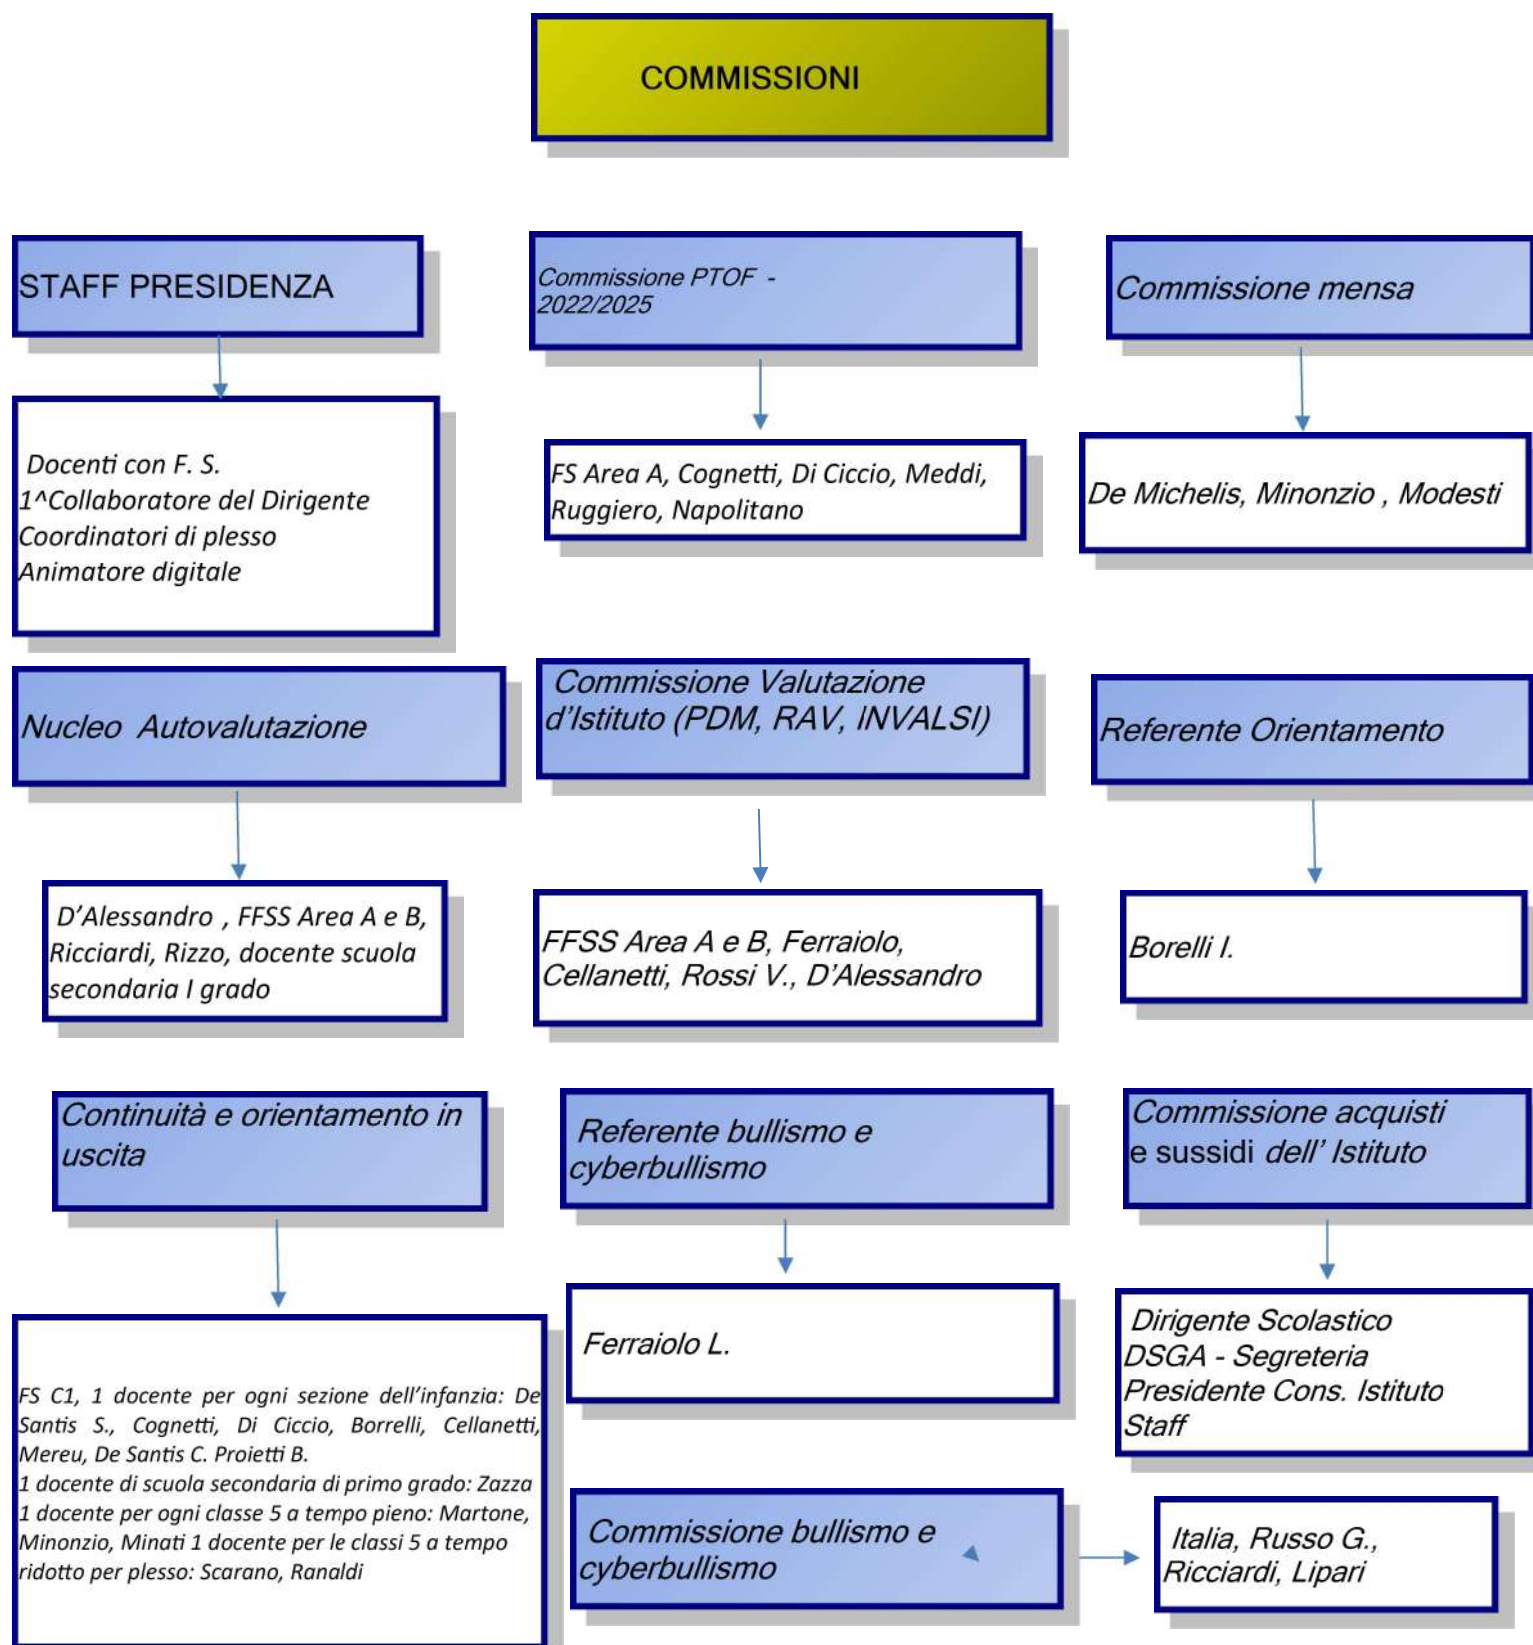 COMMISSIONI
STAFF PRESIDENZA
Docenti con F. S.
1^Collaboratore del Dirigente
Coordinatori di plesso
Animatore digitale
Commissione PTOF -
2022/2025
FS Area A, Cognetti, Di Ciccio, Meddi,
Ruggiero, Napolitano
Commissione mensa
De Michelis, Minonzio , Modesti
Nucleo Autovalutazione
D'Alessandro , FFSS Area A e B,
Ricciardi, Rizzo, docente scuola
secondaria I grado
Commissione Valutazione
d'Istituto (PDM, RAV, INVALSI)
FFSS Area A e B, Ferraiolo,
Cellanetti, Rossi V., D'Alessandro
Referente Orientamento
Borelli I.
Continuità e orientamento in
uscita
FS C1, 1 docente per ogni sezione dell'infanzia: De
Santis S., Cognetti, Di Ciccio, Borrelli, Cellanetti,
Mereu, De Santis C. Proietti B.
1 docente di scuola secondaria di primo grado: Zazza
1 docente per ogni classe 5 a tempo pieno: Martone,
Minonzio, Minati 1 docente per le classi 5 a tempo
ridotto per plesso: Scarano, Ranaldi
Referente bullismo e
cyberbullismo
Ferraiolo L.
Commissione acquisti
e sussidi dell' Istituto
Dirigente Scolastico
DSGA - Segreteria
Presidente Cons. Istituto
Staff
Commissione bullismo e
cyberbullismo
Italia, Russo G.,
Ricciardi, Lipari